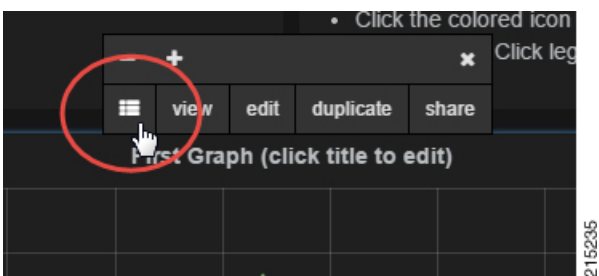 • Click the colored icon
− + ×
Click leg
view edit duplicate share
First Graph (click title to edit)
215235